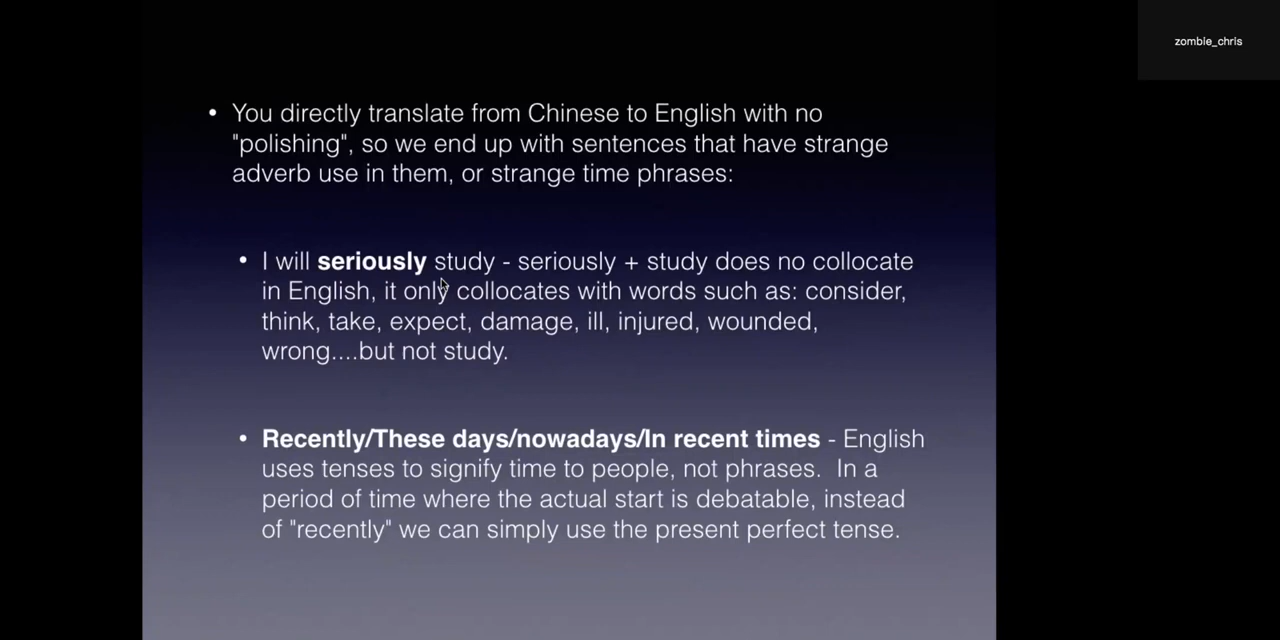 zombie_chris
• You directly translate from Chinese to English with no
"polishing", so we end up with sentences that have strange
adverb use in them, or strange time phrases:
• I will seriously study - seriously + study does no collocate
in English, it only collocates with words such as: consider,
think, take, expect, damage, ill, injured, wounded,
wrong....but not study.
• Recently/These days/nowadays/In recent times - English
uses tenses to signify time to people, not phrases.  In a
period of time where the actual start is debatable, instead
of "recently" we can simply use the present perfect tense.